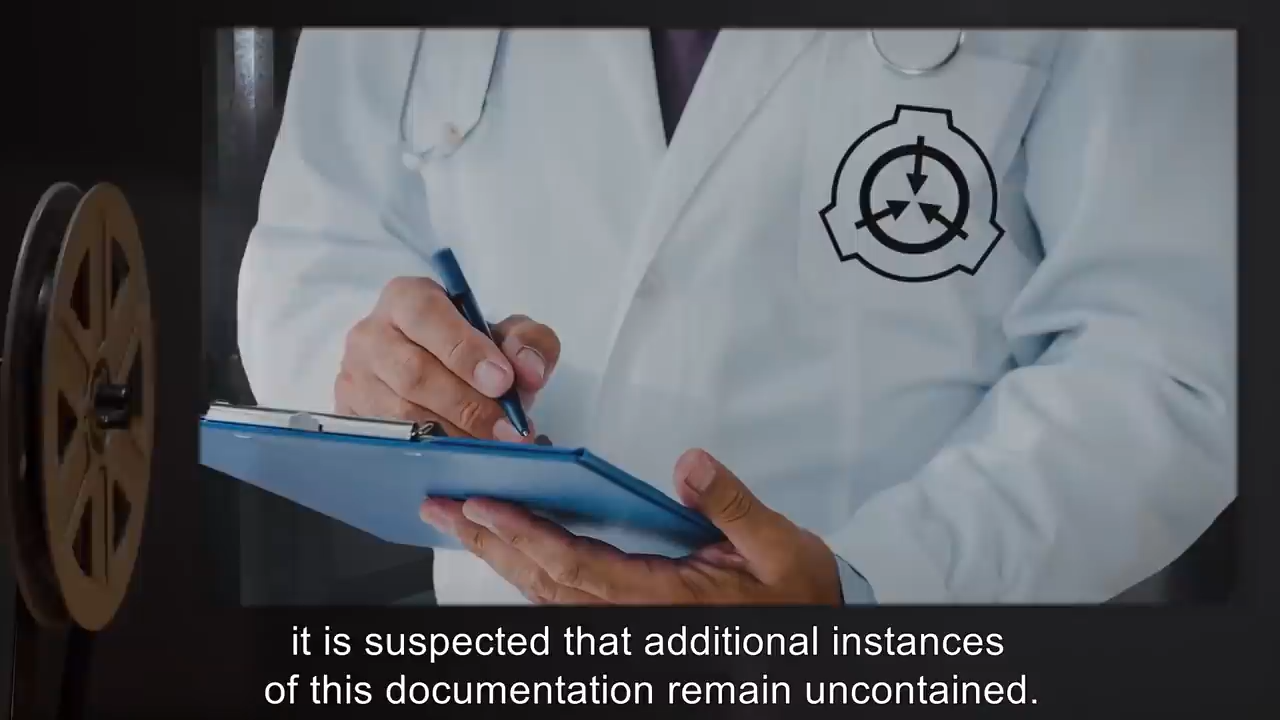 it is suspected that additional instances
of this documentation remain uncontained.